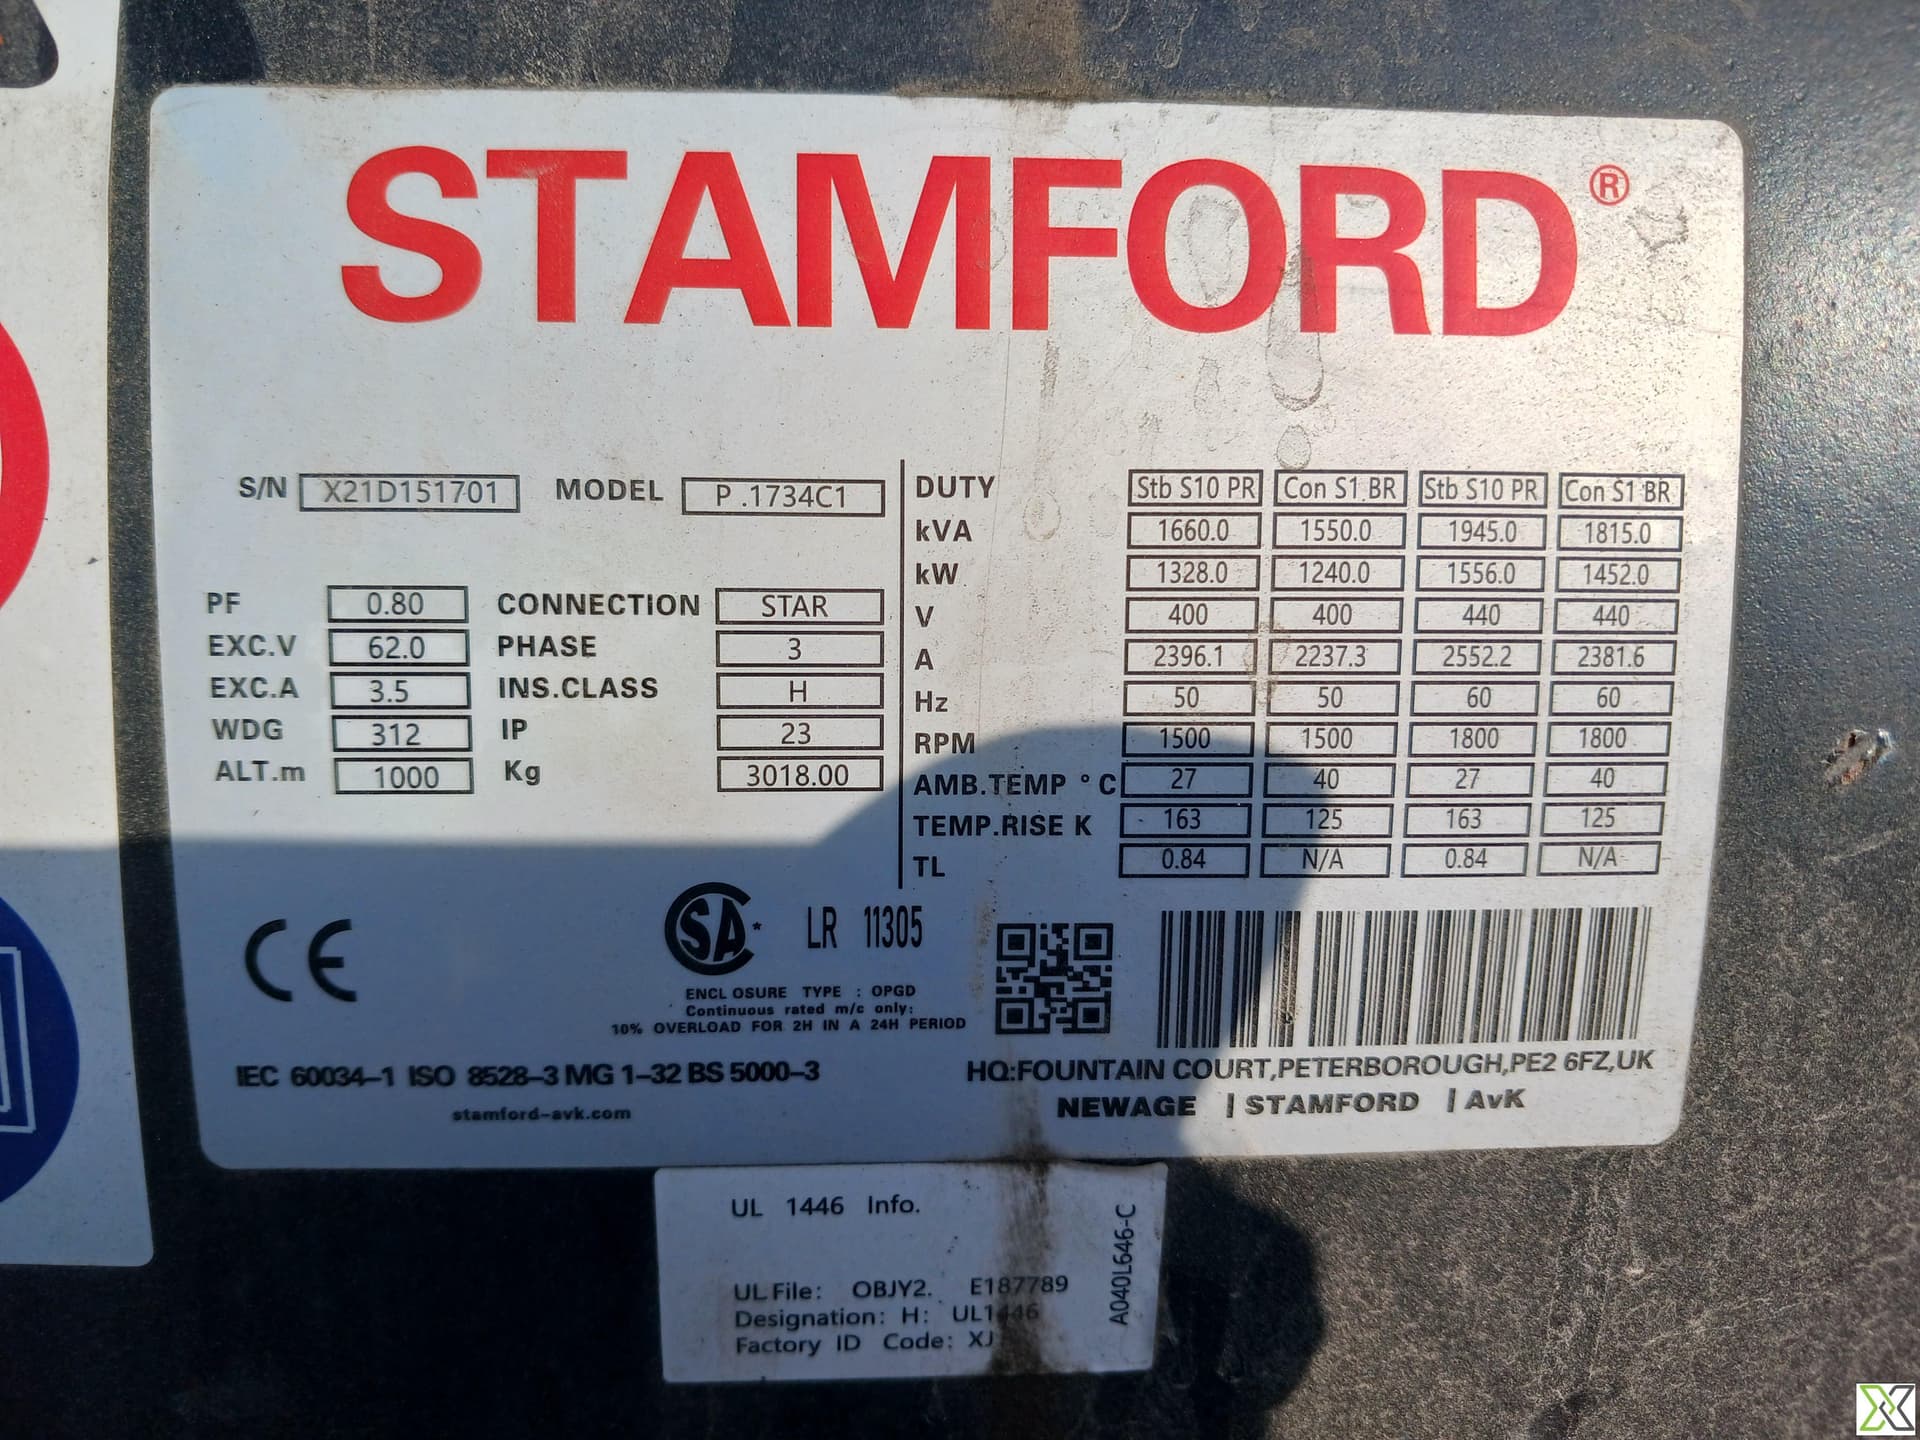 STAMFORD®
S/N X21D151701 MODEL P .1734C1
PF 0.80 CONNECTION STAR
EXC.V 62.0 PHASE 3
EXC.A 3.5 INS.CLASS H
WDG 312 IP 23
ALT.m 1000 Kg 3018.00
DUTY Stb S10 PR Con S1 BR Stb S10 PR Con S1 BR
kVA 1660.0 1550.0 1945.0 1815.0
kW 1328.0 1240.0 1556.0 1452.0
V 400 400 440 440
A 2396.1 2237.3 2552.2 2381.6
Hz 50 50 60 60
RPM 1500 1500 1800 1800
AMB.TEMP °C 27 40 27 40
TEMP.RISE K 163 125 163 125
TL 0.84 N/A 0.84 N/A
CE
SA * LR 11305
ENCL OSURE TYPE : OPGD
Continuous rated m/c only:
10% OVERLOAD FOR 2H IN A 24H PERIOD
IEC 60034-1 ISO 8528-3 MG 1-32 BS 5000-3
stamford-avk.com
HQ:FOUNTAIN COURT,PETERBOROUGH,PE2 6FZ,UK
NEWAGE | STAMFORD | AvK
UL 1446 Info.
UL File: OBJY2. E187789
Designation: H: UL1446
Factory ID Code: XJ
A040L646-C